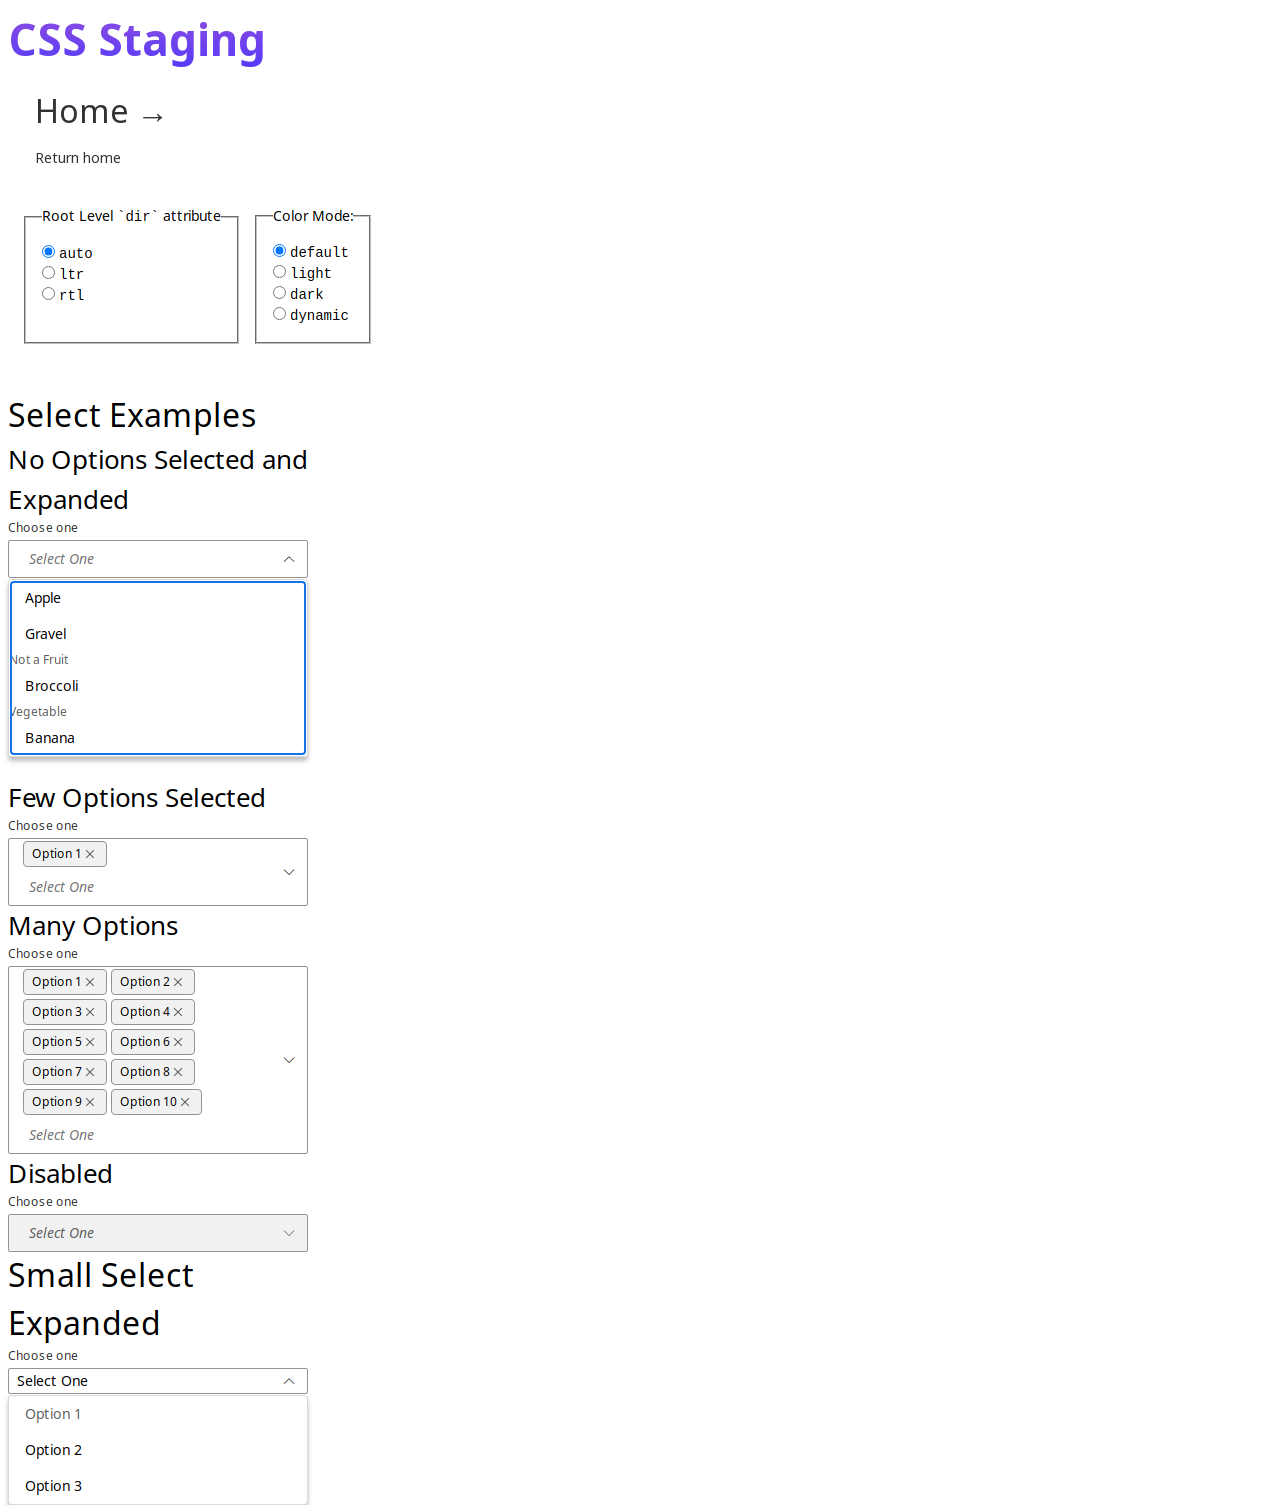 CSS Staging
Home →
Return home
Root Level `dir` attribute
auto
ltr
rtl
Color Mode:
default
light
dark
dynamic
Select Examples
No Options Selected and
Expanded
Choose one
Select One
Apple
Gravel
Not a Fruit
Broccoli
Vegetable
Banana
Few Options Selected
Choose one
Option 1
Select One
Many Options
Choose one
Option 1 Option 2
Option 3 Option 4
Option 5 Option 6
Option 7 Option 8
Option 9 Option 10
Select One
Disabled
Choose one
Select One
Small Select
Expanded
Choose one
Select One
Option 1
Option 2
Option 3